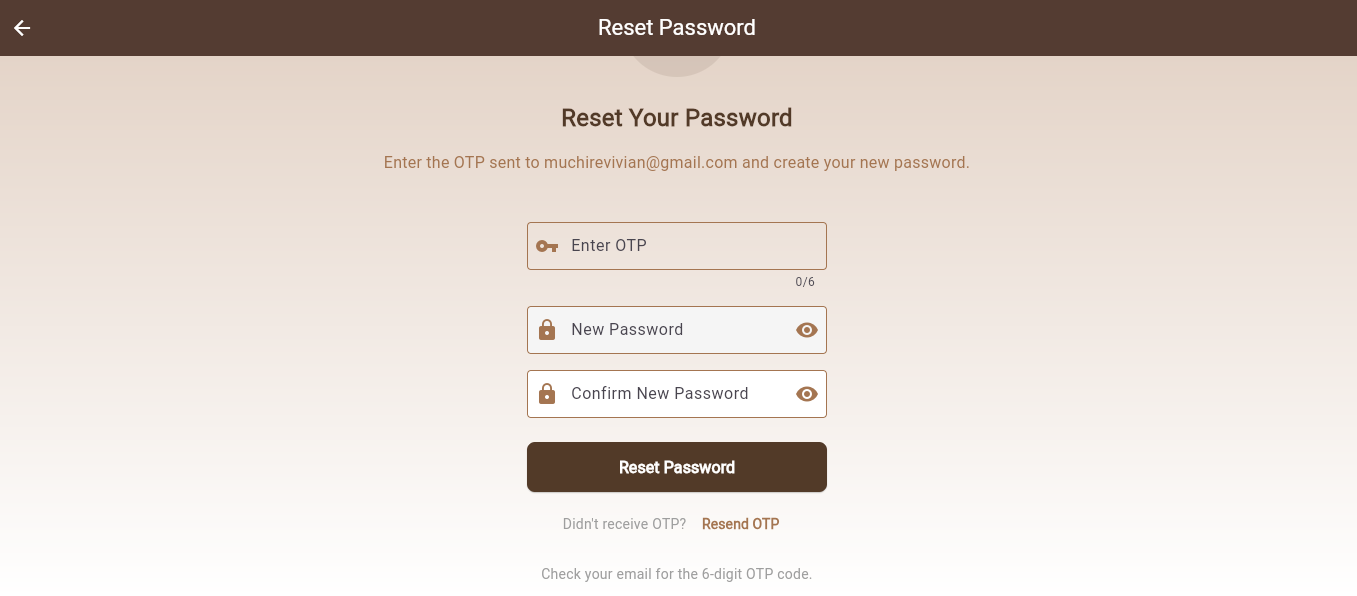 Reset Password
Reset Your Password
Enter the OTP sent to muchirevivian@gmail.com and create your new password.
Enter OTP
0/6
New Password
Confirm New Password
Reset Password
Didn't receive OTP? Resend OTP
Check your email for the 6-digit OTP code.